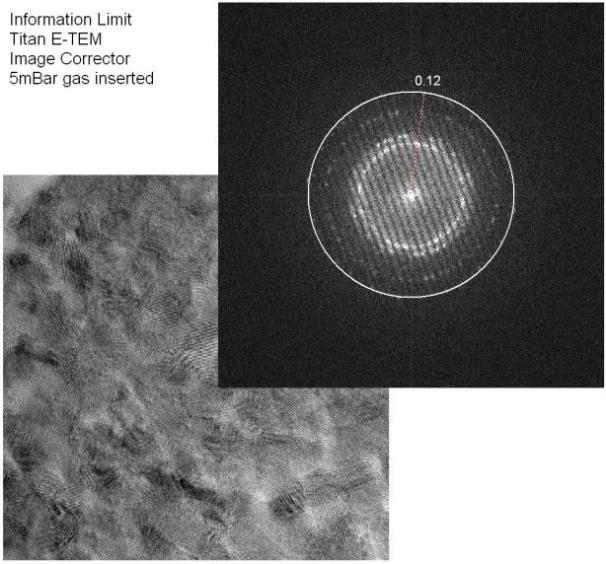 Information Limit
Titan E-TEM
Image Corrector
5mBar gas inserted
0.12